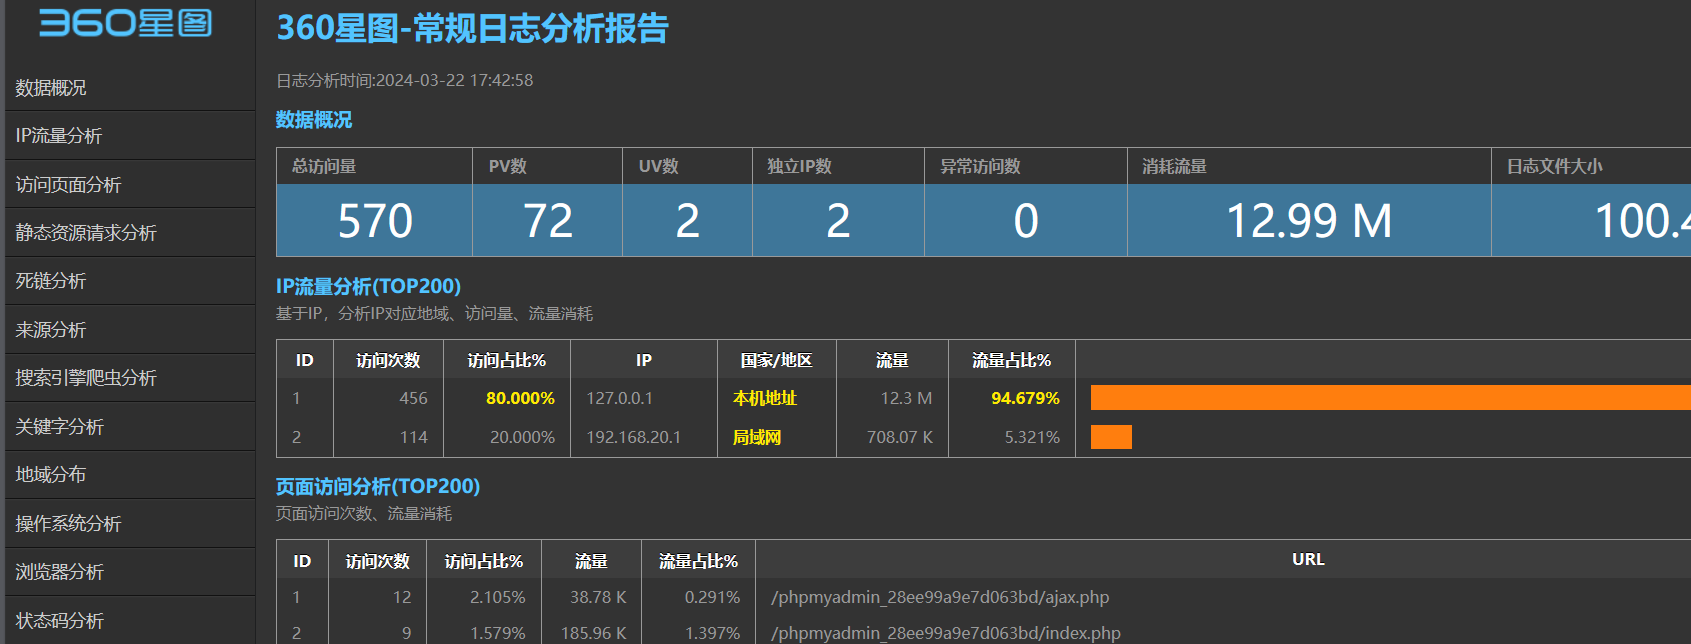 360星图
数据概况
IP流量分析
访问页面分析
静态资源请求分析
死链分析
来源分析
搜索引擎爬虫分析
关键字分析
地域分布
操作系统分析
浏览器分析
状态码分析
360星图-常规日志分析报告
日志分析时间:2024-03-22 17:42:58
数据概况
总访问量 PV数 UV数 独立IP数 异常访问数 消耗流量 日志文件大小
570 72 2 2 0 12.99 M 100.4
IP流量分析(TOP200)
基于IP，分析IP对应地域、访问量、流量消耗
ID 访问次数 访问占比% IP 国家/地区 流量 流量占比%
1 456 80.000% 127.0.0.1 本机地址 12.3 M 94.679%
2 114 20.000% 192.168.20.1 局域网 708.07 K 5.321%
页面访问分析(TOP200)
页面访问次数、流量消耗
ID 访问次数 访问占比% 流量 流量占比% URL
1 12 2.105% 38.78 K 0.291% /phpmyadmin_28ee99a9e7d063bd/ajax.php
2 9 1.579% 185.96 K 1.397% /phpmyadmin_28ee99a9e7d063bd/index.php